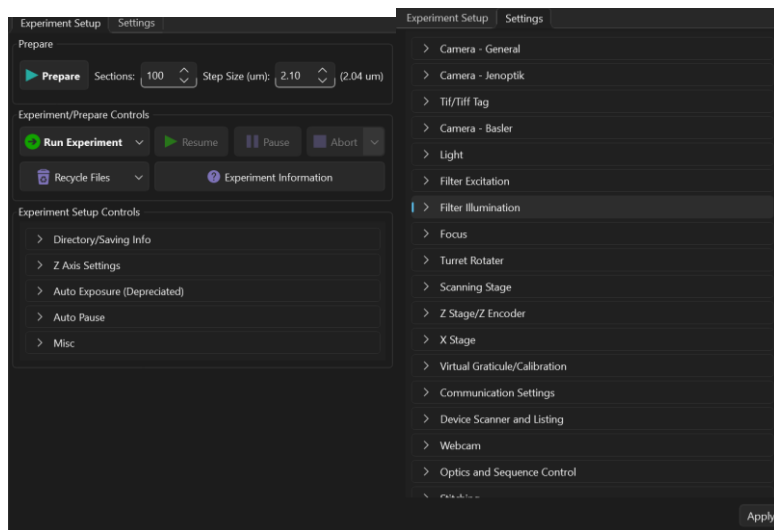 Experiment Setup Settings
Prepare
Prepare Sections: 100 Step Size (um): 2.10 (2.04 um)
Experiment/Prepare Controls
Run Experiment Resume Pause Abort
Recycle Files Experiment Information
Experiment Setup Controls
Directory/Saving Info
Z Axis Settings
Auto Exposure (Depreciated)
Auto Pause
Misc
Experiment Setup Settings
Camera - General
Camera - Jenoptik
Tif/Tiff Tag
Camera - Basler
Light
Filter Excitation
Filter Illumination
Focus
Turret Rotater
Scanning Stage
Z Stage/Z Encoder
X Stage
Virtual Graticule/Calibration
Communication Settings
Device Scanner and Listing
Webcam
Optics and Sequence Control
Stitching
Apply